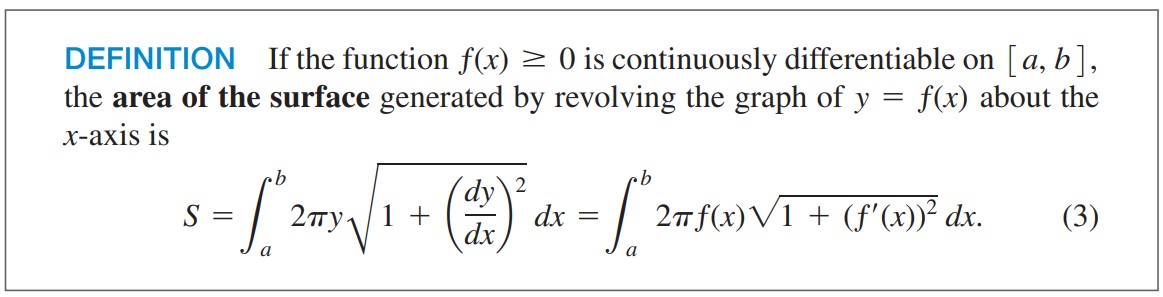 DEFINITION If the function f(x) ≥ 0 is continuously differentiable on [a, b],
the area of the surface generated by revolving the graph of y = f(x) about the
x-axis is
S = ∫_a^b 2πy √(1 + (dy/dx)^2) dx = ∫_a^b 2πf(x)√(1 + (f′(x))^2) dx. (3)